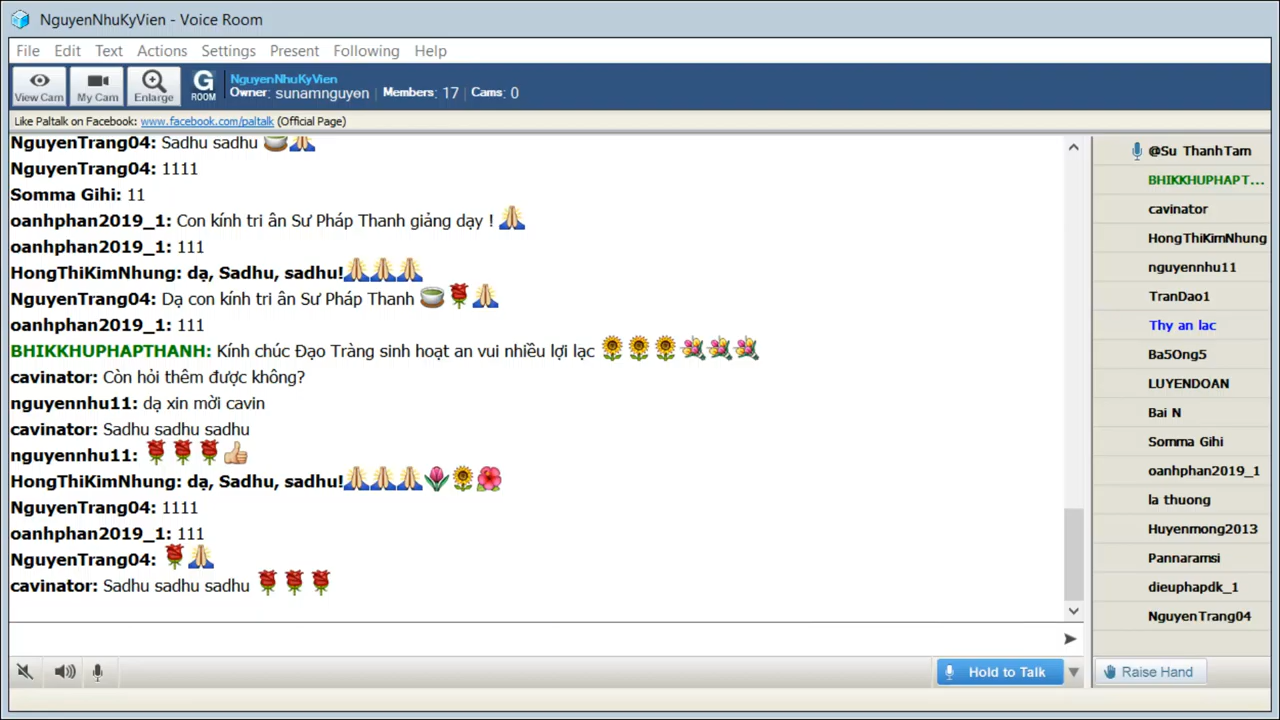 NguyenNhuKyVien - Voice Room
File Edit Text Actions Settings Present Following Help
View Cam My Cam Enlarge G ROOM NguyenNhuKyVien
Owner: sunamnguyen | Members: 17 | Cams: 0
Like Paltalk on Facebook: www.facebook.com/paltalk (Official Page)
NguyenTrang04: Sadhu sadhu
NguyenTrang04: 1111
Somma Gihi: 11
oanhphan2019_1: Con kính tri ân Sư Pháp Thanh giảng dạy !
oanhphan2019_1: 111
HongThiKimNhung: dạ, Sadhu, sadhu!
NguyenTrang04: Dạ con kính tri ân Sư Pháp Thanh
oanhphan2019_1: 111
BHIKKHUPHAPTHANH: Kính chúc Đạo Tràng sinh hoạt an vui nhiều lợi lạc
cavinator: Còn hỏi thêm được không?
nguyennhu11: dạ xin mời cavin
cavinator: Sadhu sadhu sadhu
nguyennhu11:
HongThiKimNhung: dạ, Sadhu, sadhu!
NguyenTrang04: 1111
oanhphan2019_1: 111
NguyenTrang04:
cavinator: Sadhu sadhu sadhu
@Su ThanhTam
BHIKKHUPHAPT...
cavinator
HongThiKimNhung
nguyennhu11
TranDao1
Thy an lac
Ba5Ong5
LUYENDOAN
Bai N
Somma Gihi
oanhphan2019_1
la thuong
Huyenmong2013
Pannaramsi
dieuphapdk_1
NguyenTrang04
Hold to Talk
Raise Hand